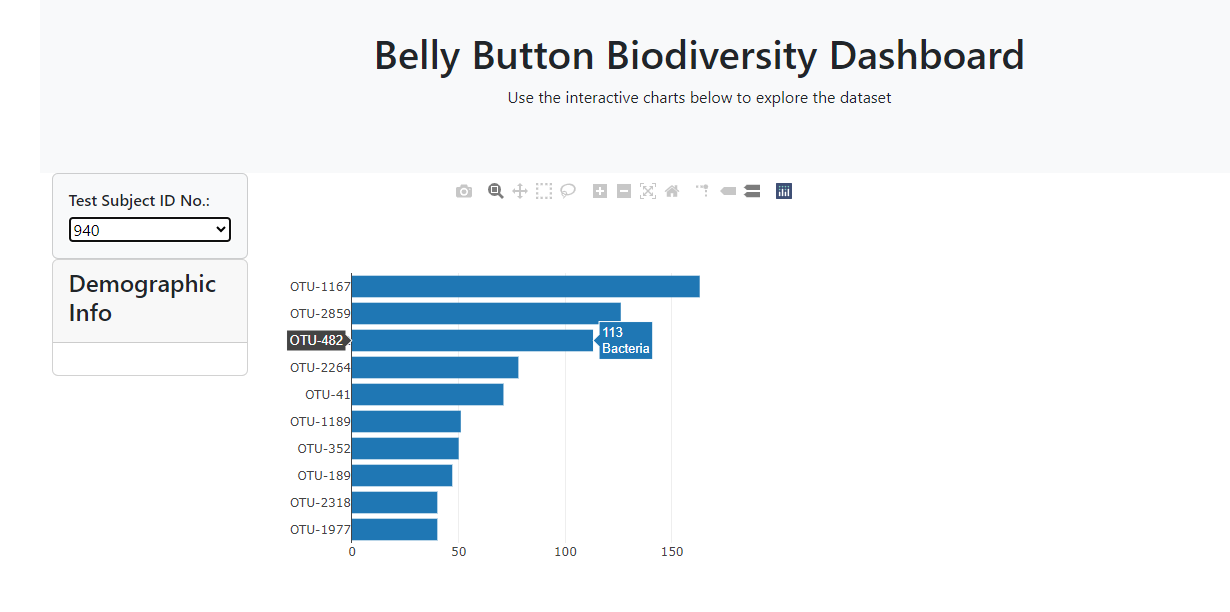 Belly Button Biodiversity Dashboard
Use the interactive charts below to explore the dataset
Test Subject ID No.:
940
Demographic
Info
OTU-1167
OTU-2859
OTU-482
113
Bacteria
OTU-2264
OTU-41
OTU-1189
OTU-352
OTU-189
OTU-2318
OTU-1977
0 50 100 150